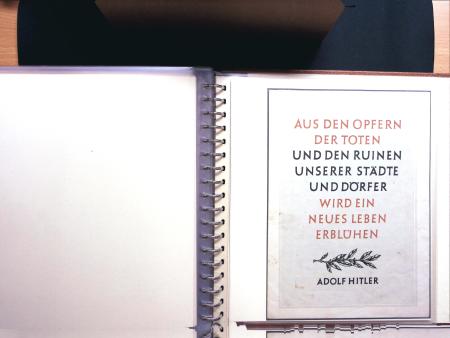 AUS DEN OPFERN
DER TOTEN
UND DEN RUINEN
UNSERER STÄDTE
UND DÖRFER
WIRD EIN
NEUES LEBEN
ERBLÜHEN
ADOLF HITLER